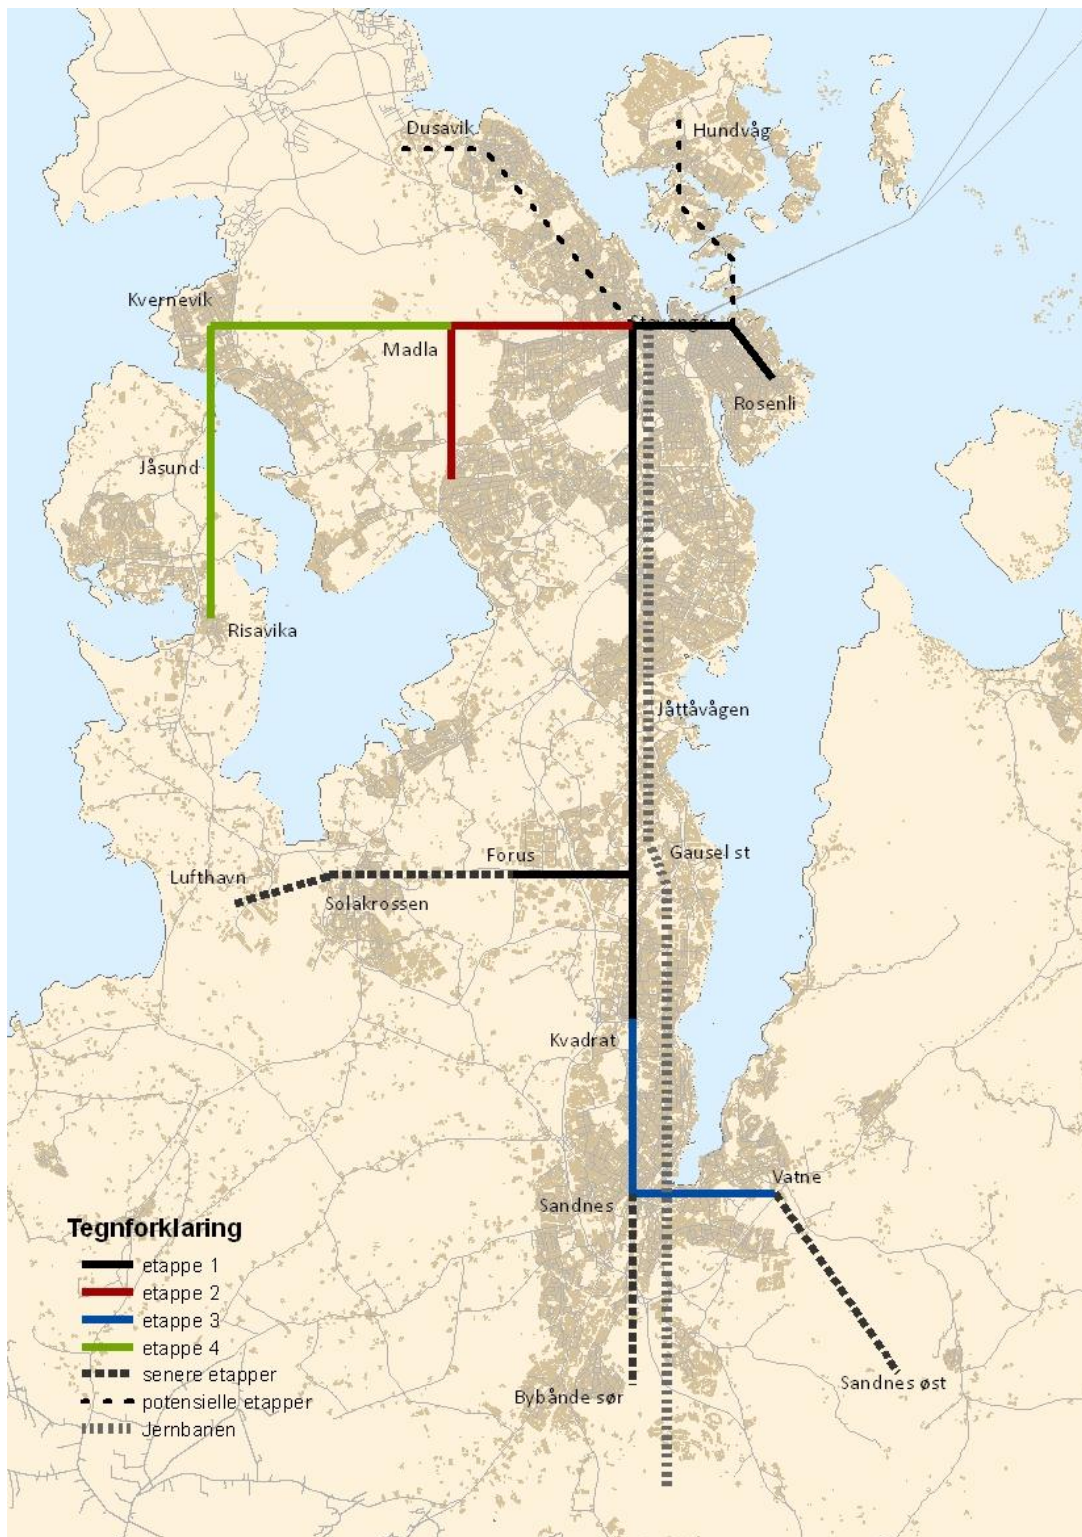 Dusavik
Hundvåg
Kvernevik
Stavanger
Madla
Rosenli
Jåsund
Risavika
Jåttåvågen
Forus
Gausel st
Lufthavn
Solakrossen
Kvadrat
Vatne
Sandnes
Tegnforklaring
etappe 1
etappe 2
etappe 3
etappe 4
senere etapper
potensielle etapper
Jernbanen
Sandnes øst
Bybånde sør